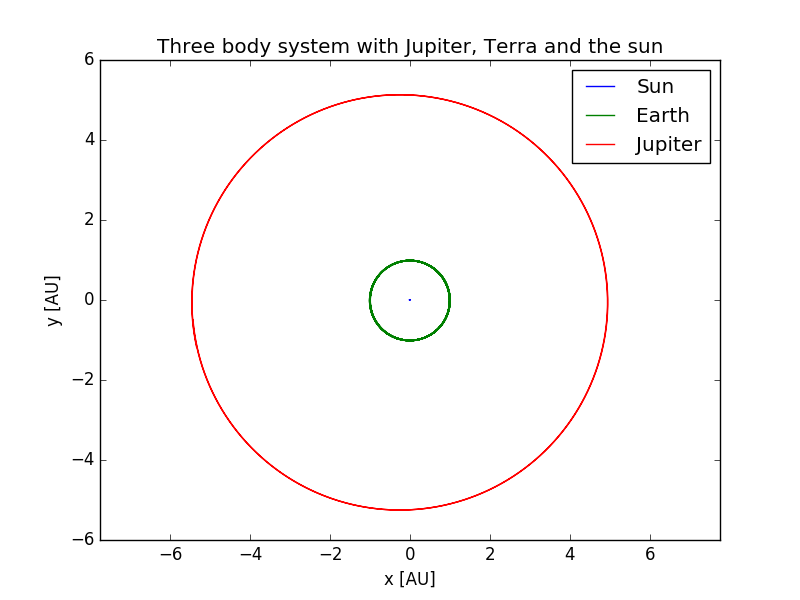 Three body system with Jupiter, Terra and the sun
Sun
Earth
Jupiter
6
4
2
0
−2
−4
−6
y [AU]
−6 −4 −2 0 2 4 6
x [AU]